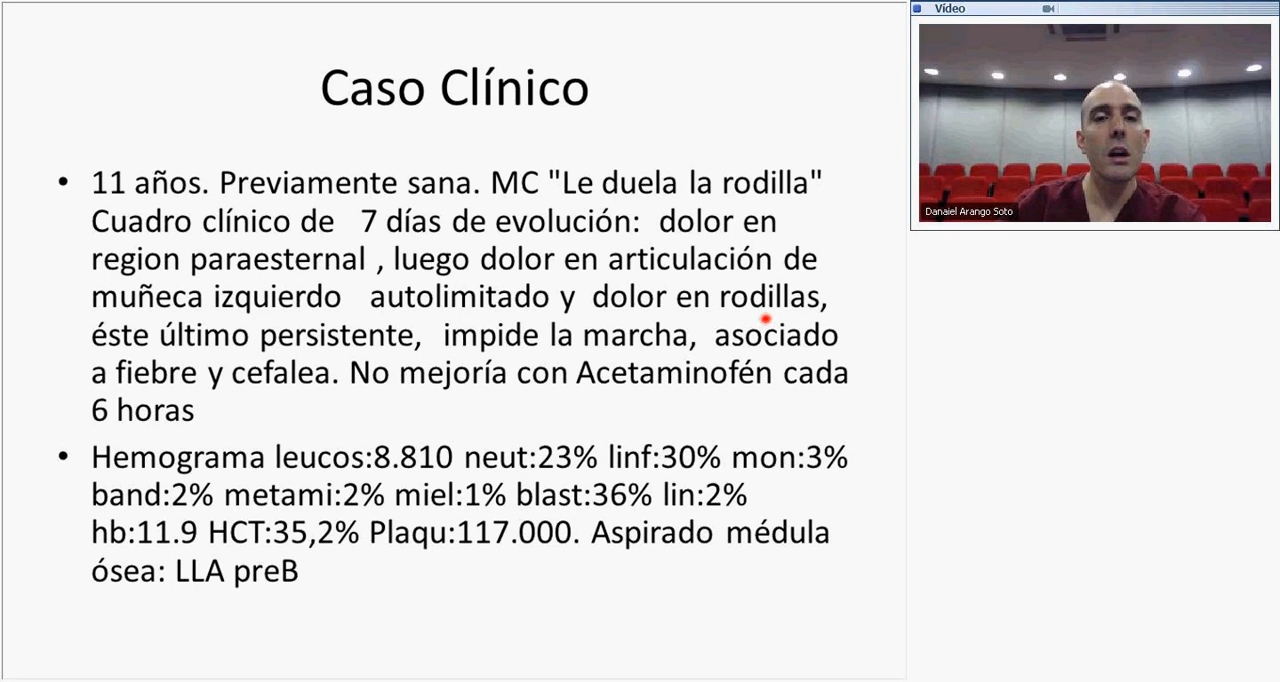 Caso Clínico
• 11 años. Previamente sana. MC "Le duela la rodilla"
Cuadro clínico de 7 días de evolución: dolor en
region paraesternal , luego dolor en articulación de
muñeca izquierdo autolimitado y dolor en rodillas,
éste último persistente, impide la marcha, asociado
a fiebre y cefalea. No mejoría con Acetaminofén cada
6 horas
• Hemograma leucos:8.810 neut:23% linf:30% mon:3%
band:2% metami:2% miel:1% blast:36% lin:2%
hb:11.9 HCT:35,2% Plaqu:117.000. Aspirado médula
ósea: LLA preB
Vídeo
Danaiel Arango Soto